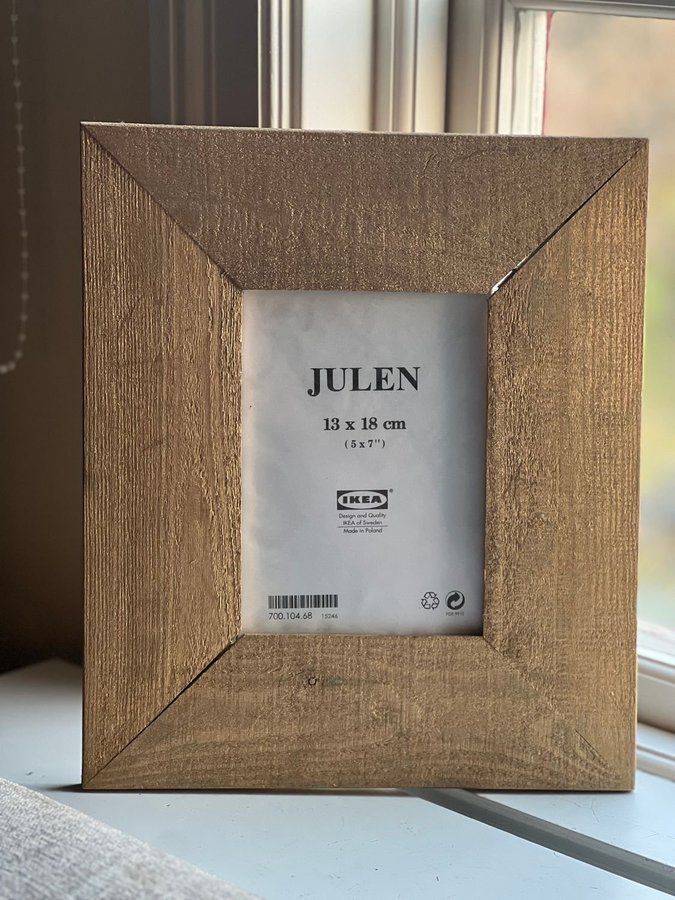 JULEN
13 x 18 cm
( 5 x 7" )
IKEA®
Design and Quality
IKEA of Sweden
Made in Poland
700.104.68 15246